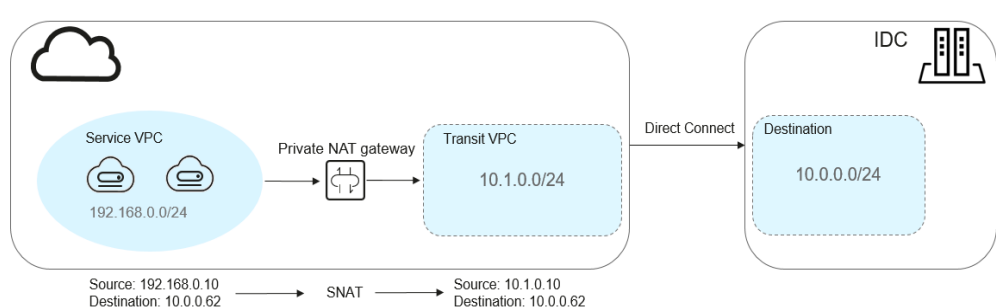 IDC
Service VPC
192.168.0.0/24
Private NAT gateway
Transit VPC
10.1.0.0/24
Direct Connect
Destination
10.0.0.0/24
Source: 192.168.0.10
Destination: 10.0.0.62
SNAT
Source: 10.1.0.10
Destination: 10.0.0.62